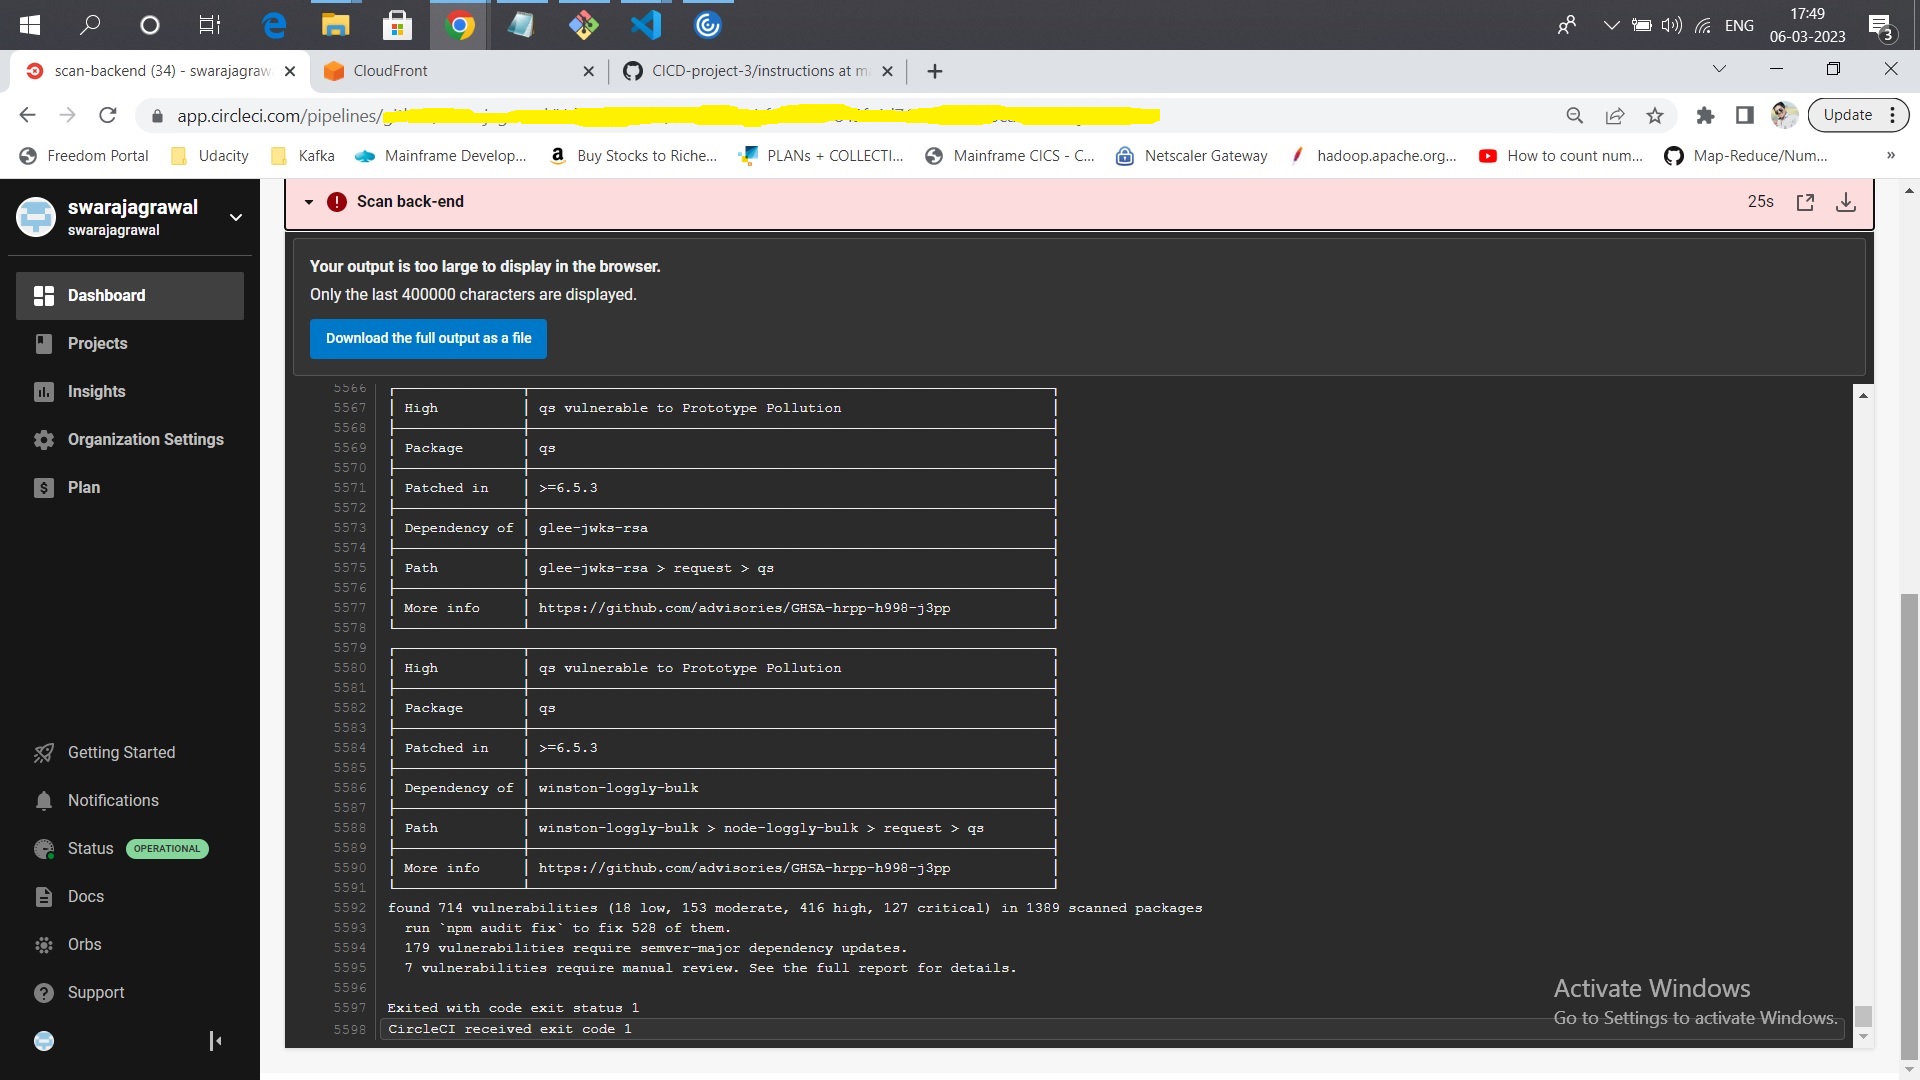 ENG
17:49
06-03-2023
3
scan-backend (34) - swarajagraw
CloudFront
CICD-project-3/instructions at m
app.circleci.com/pipelines/
Update
Freedom Portal
Udacity
Kafka
Mainframe Develop...
Buy Stocks to Riche...
PLANs + COLLECTI...
Mainframe CICS - C...
Netscaler Gateway
hadoop.apache.org...
How to count num...
Map-Reduce/Num...
»
swarajagrawal
swarajagrawal
Dashboard
Projects
Insights
Organization Settings
Plan
Getting Started
Notifications
Status OPERATIONAL
Docs
Orbs
Support
Scan back-end
25s
Your output is too large to display in the browser.
Only the last 400000 characters are displayed.
Download the full output as a file
5566
5567 High qs vulnerable to Prototype Pollution
5568
5569 Package qs
5570
5571 Patched in >=6.5.3
5572
5573 Dependency of glee-jwks-rsa
5574
5575 Path glee-jwks-rsa > request > qs
5576
5577 More info https://github.com/advisories/GHSA-hrpp-h998-j3pp
5578
5579
5580 High qs vulnerable to Prototype Pollution
5581
5582 Package qs
5583
5584 Patched in >=6.5.3
5585
5586 Dependency of winston-loggly-bulk
5587
5588 Path winston-loggly-bulk > node-loggly-bulk > request > qs
5589
5590 More info https://github.com/advisories/GHSA-hrpp-h998-j3pp
5591
5592 found 714 vulnerabilities (18 low, 153 moderate, 416 high, 127 critical) in 1389 scanned packages
5593 run `npm audit fix` to fix 528 of them.
5594 179 vulnerabilities require semver-major dependency updates.
5595 7 vulnerabilities require manual review. See the full report for details.
5596
5597 Exited with code exit status 1
5598 CircleCI received exit code 1
Activate Windows
Go to Settings to activate Windows.